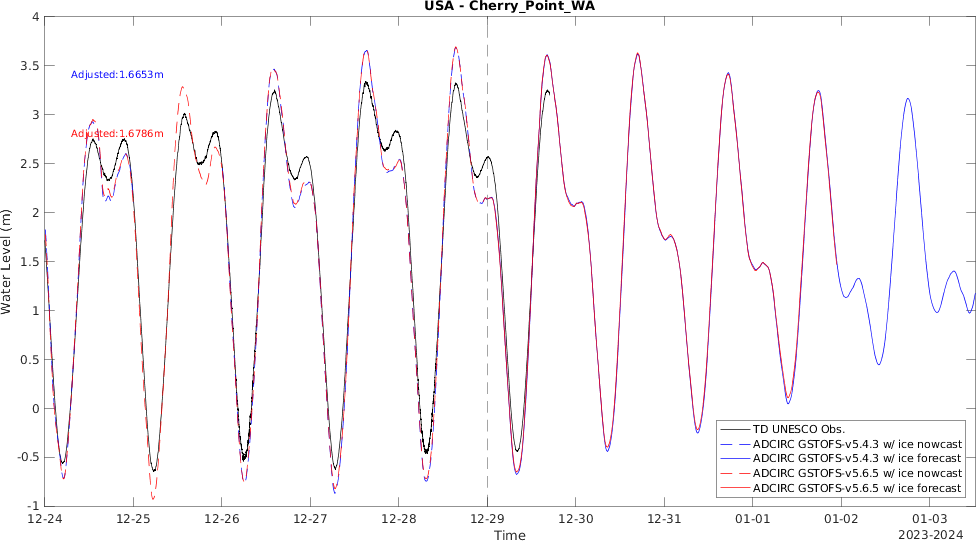 USA - Cherry_Point_WA
4
3.5
3
2.5
2
1.5
1
0.5
0
-0.5
-1
Water Level (m)
Adjusted:1.6653m
Adjusted:1.6786m
TD UNESCO Obs.
ADCIRC GSTOFS-v5.4.3 w/ ice nowcast
ADCIRC GSTOFS-v5.4.3 w/ ice forecast
ADCIRC GSTOFS-v5.6.5 w/ ice nowcast
ADCIRC GSTOFS-v5.6.5 w/ ice forecast
12-24 12-25 12-26 12-27 12-28 12-29 12-30 12-31 01-01 01-02 01-03
Time
2023-2024